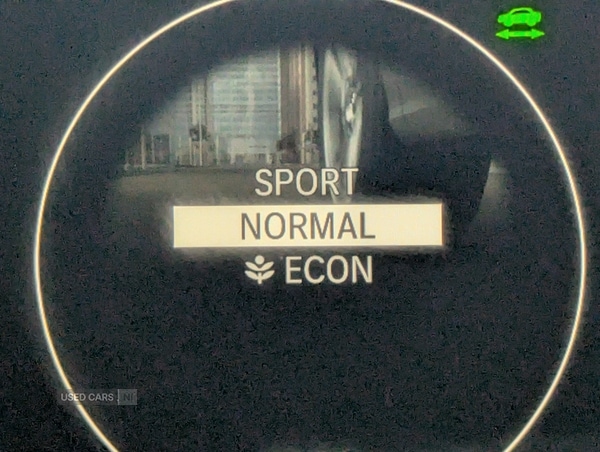 SPORT
NORMAL
ECON
USED CARS NI